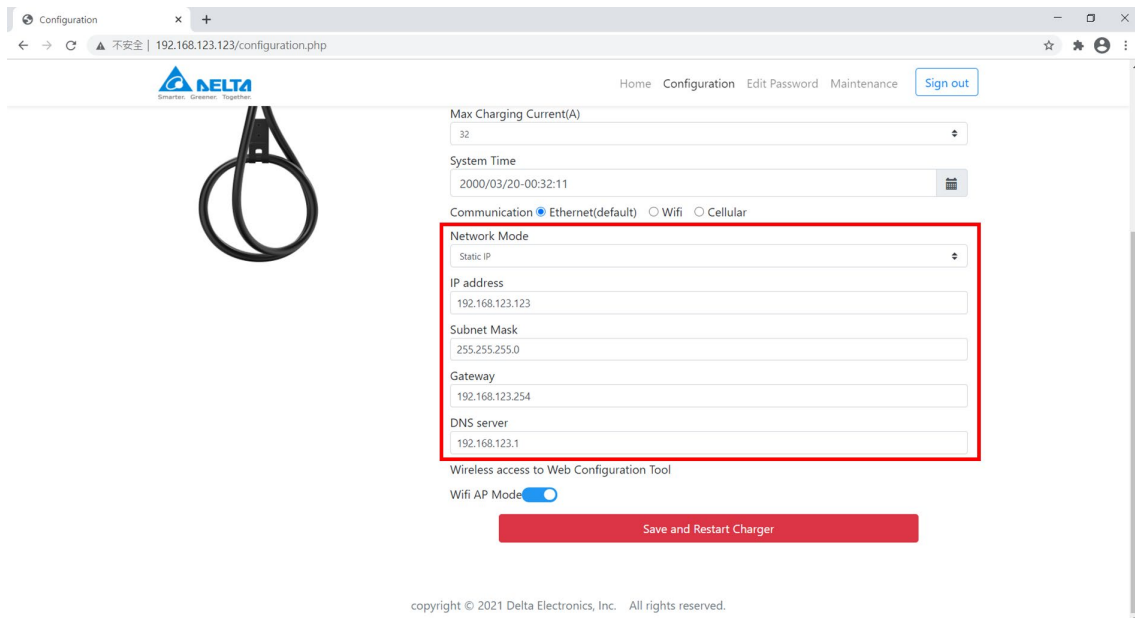 Configuration
不安全 | 192.168.123.123/configuration.php
DELTA
Smarter. Greener. Together.
Home Configuration Edit Password Maintenance Sign out
Max Charging Current(A)
32
System Time
2000/03/20-00:32:11
Communication Ethernet(default) Wifi Cellular
Network Mode
Static IP
IP address
192.168.123.123
Subnet Mask
255.255.255.0
Gateway
192.168.123.254
DNS server
192.168.123.1
Wireless access to Web Configuration Tool
Wifi AP Mode
Save and Restart Charger
copyright © 2021 Delta Electronics, Inc. All rights reserved.